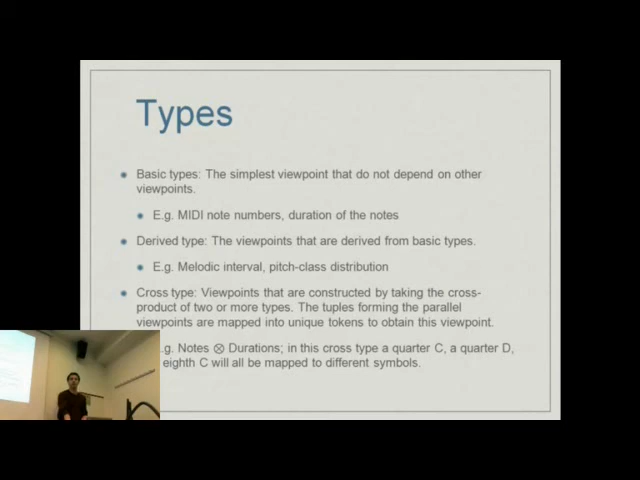 Types
Basic types: The simplest viewpoint that do not depend on other
viewpoints.
E.g. MIDI note numbers, duration of the notes
Derived type: The viewpoints that are derived from basic types.
E.g. Melodic interval, pitch-class distribution
Cross type: Viewpoints that are constructed by taking the cross-
product of two or more types. The tuples forming the parallel
viewpoints are mapped into unique tokens to obtain this viewpoint.
.g. Notes ⊗ Durations; in this cross type a quarter C, a quarter D,
eighth C will all be mapped to different symbols.